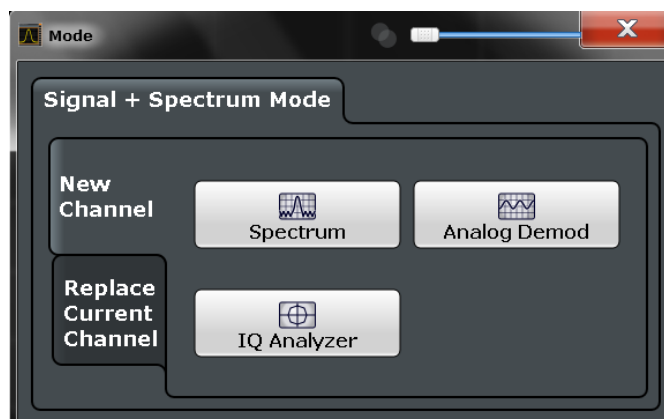 Mode
X
Signal + Spectrum Mode
New
Channel
Spectrum
Analog Demod
Replace
Current
Channel
IQ Analyzer